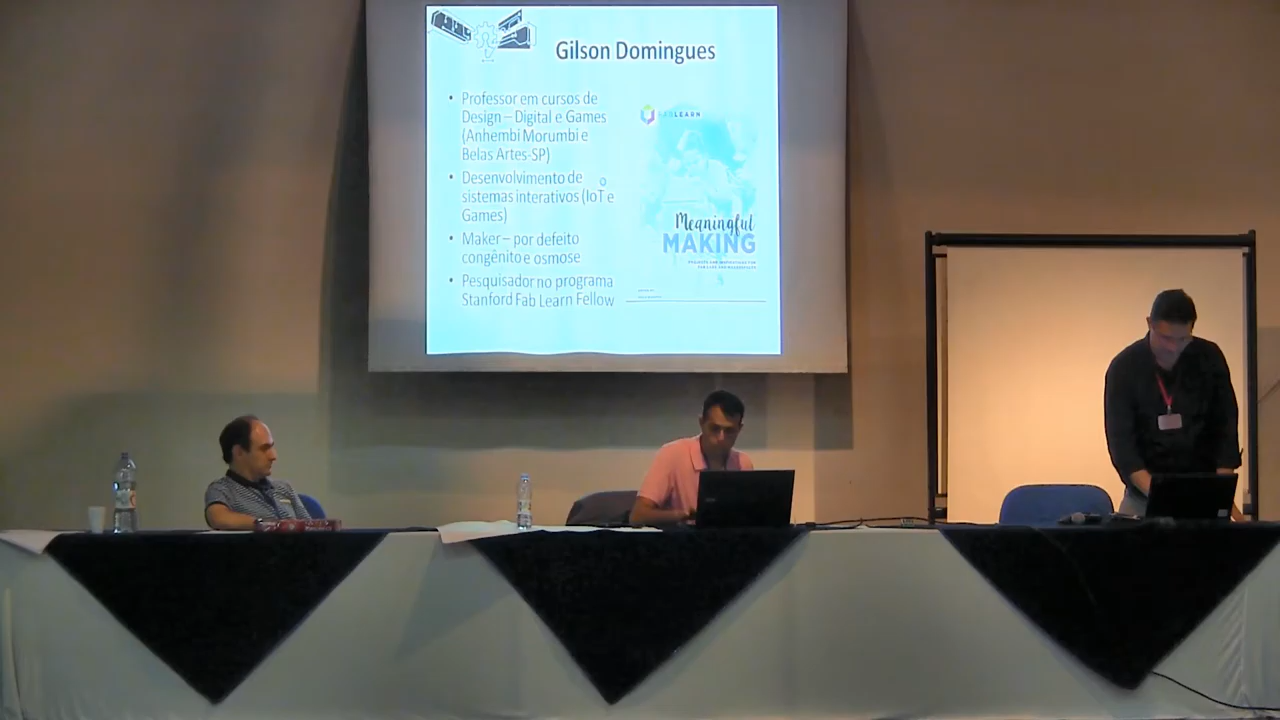 Gilson Domingues
• Professor em cursos de
Design – Digital e Games
(Anhembi Morumbi e
Belas Artes-SP)
• Desenvolvimento de
sistemas interativos (IoT e
Games)
• Maker – por defeito
congênito e osmose
• Pesquisador no programa
Stanford Fab Learn Fellow
FABLEARN
Meaningful
MAKING